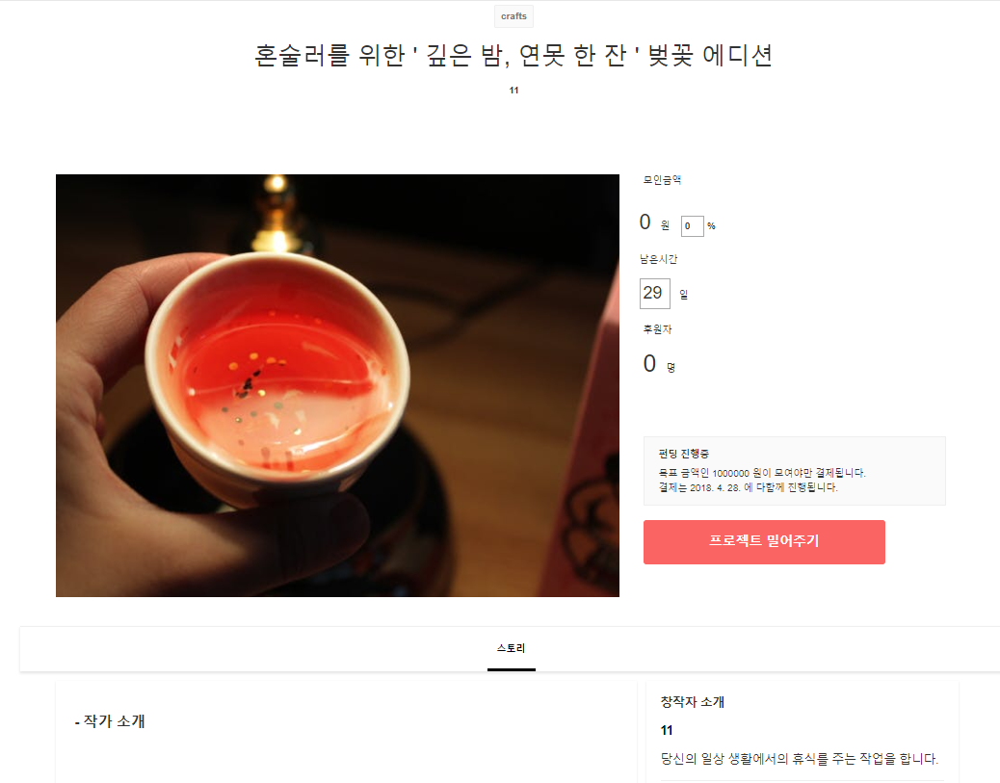 crafts
혼술러를 위한 ' 깊은 밤, 연못 한 잔 ' 벚꽃 에디션
11
모인금액
0 원 0 %
남은시간
29 일
후원자
0 명
펀딩 진행중
목표 금액인 1000000 원이 모여야만 결제됩니다.
결제는 2018. 4. 28. 에 다함께 진행됩니다.
프로젝트 밀어주기
스토리
- 작가 소개
창작자 소개
11
당신의 일상 생활에서의 휴식를 주는 작업을 합니다.